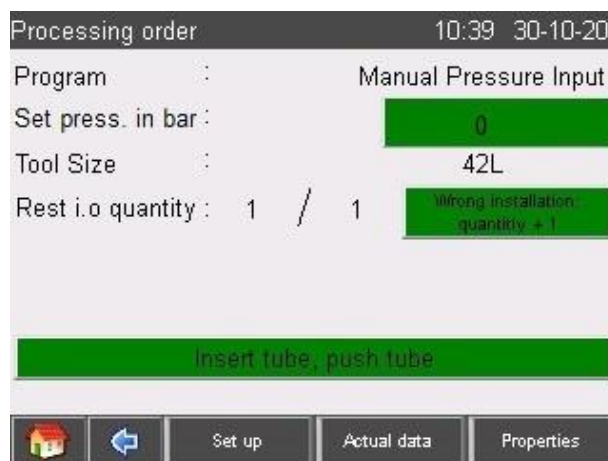 Processing order 10:39 30-10-20
Program : Manual Pressure Input
Set press. in bar : 0
Tool Size : 42L
Rest i.o quantity : 1 / 1 Wrong installation:
quantitiy + 1
Insert tube, push tube
Set up Actual data Properties